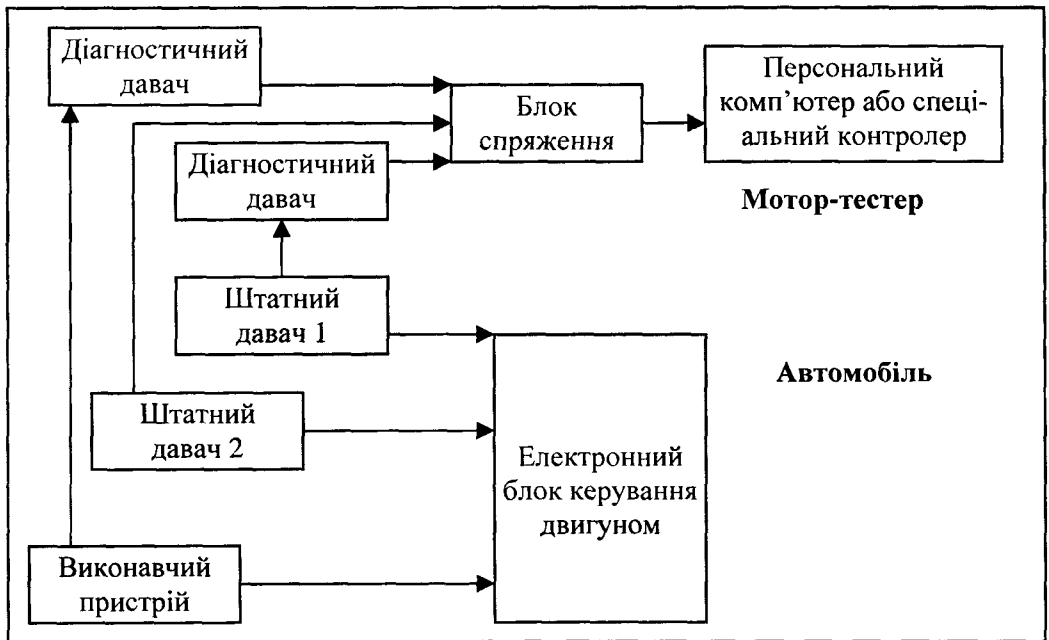 Діагностичний
давач
Блок
спряження
Персональний
комп’ютер або спеці-
альний контролер
Діагностичний
давач
Мотор-тестер
Штатний
давач 1
Автомобіль
Штатний
давач 2
Електронний
блок керування
двигуном
Виконавчий
пристрій